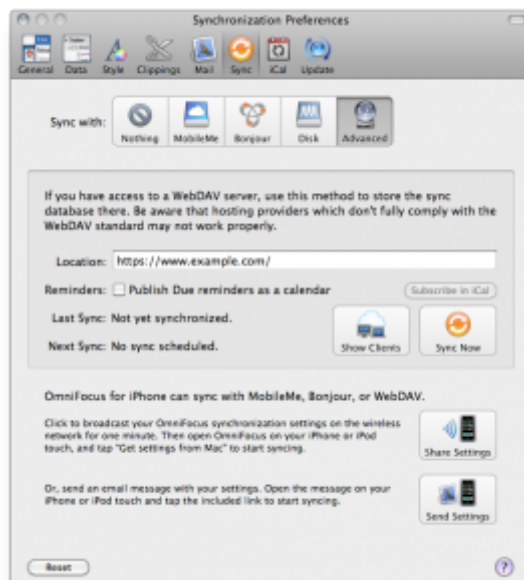 Synchronization Preferences
General Data Style Clippings Mail Sync iCal Update
Sync with:
Nothing MobileMe Bonjour Disk Advanced
If you have access to a WebDAV server, use this method to store the sync
database there. Be aware that hosting providers which don't fully comply with the
WebDAV standard may not work properly.
Location: https://www.example.com/
Reminders: Publish Due reminders as a calendar Subscribe in iCal
Last Sync: Not yet synchronized.
Next Sync: No sync scheduled.
Show Clients Sync Now
OmniFocus for iPhone can sync with MobileMe, Bonjour, or WebDAV.
Click to broadcast your OmniFocus synchronization settings on the wireless
network for one minute. Then open OmniFocus on your iPhone or iPod
touch, and tap "Get settings from Mac" to start syncing.
Share Settings
Or, send an email message with your settings. Open the message on your
iPhone or iPod touch and tap the included link to start syncing.
Send Settings
Reset ?